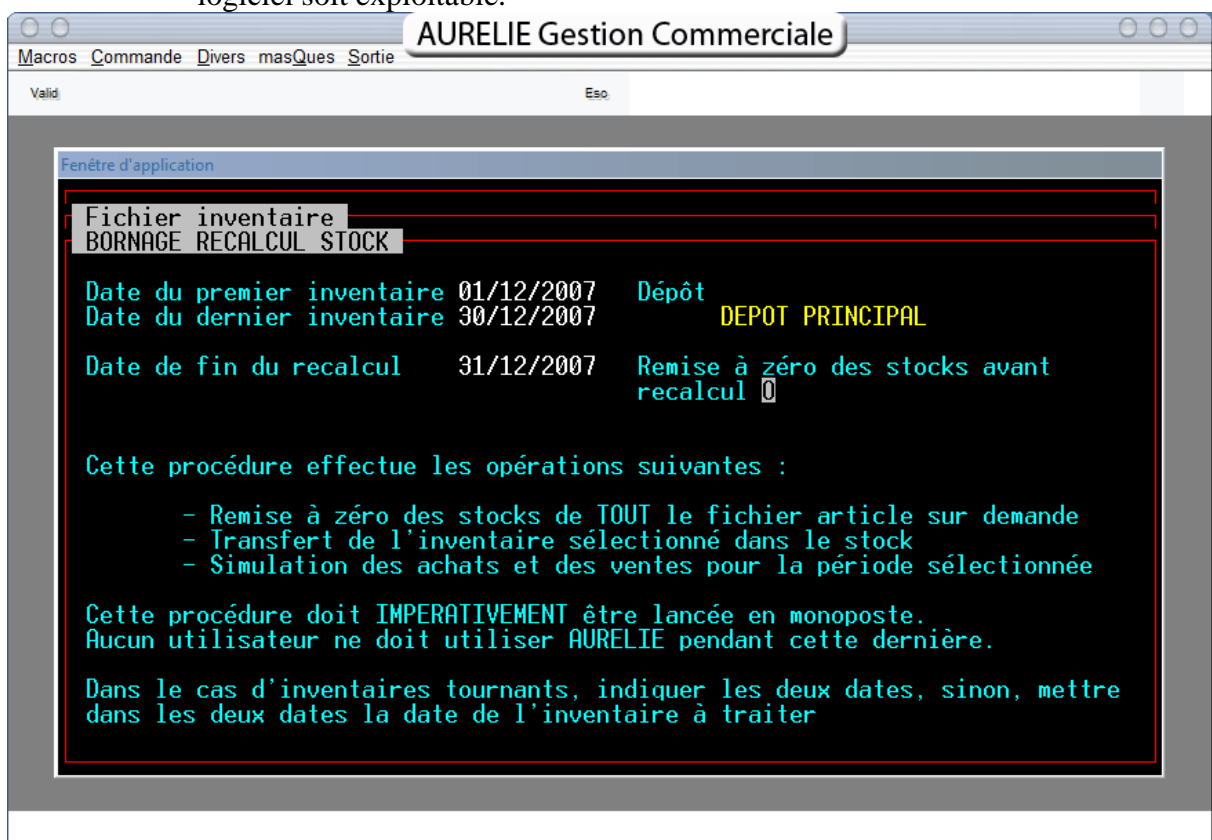 logiciel soit exploitable.
AURELIE Gestion Commerciale
Macros Commande Divers masQues Sortie
Valid Esc
Fenêtre d'application
Fichier inventaire
BORNAGE RECALCUL STOCK
Date du premier inventaire 01/12/2007 Dépôt
Date du dernier inventaire 30/12/2007 DEPOT PRINCIPAL
Date de fin du recalcul 31/12/2007 Remise à zéro des stocks avant
recalcul O
Cette procédure effectue les opérations suivantes :
- Remise à zéro des stocks de TOUT le fichier article sur demande
- Transfert de l'inventaire sélectionné dans le stock
- Simulation des achats et des ventes pour la période sélectionnée
Cette procédure doit IMPERATIVEMENT être lancée en monoposte.
Aucun utilisateur ne doit utiliser AURELIE pendant cette dernière.
Dans le cas d'inventaires tournants, indiquer les deux dates, sinon, mettre
dans les deux dates la date de l'inventaire à traiter